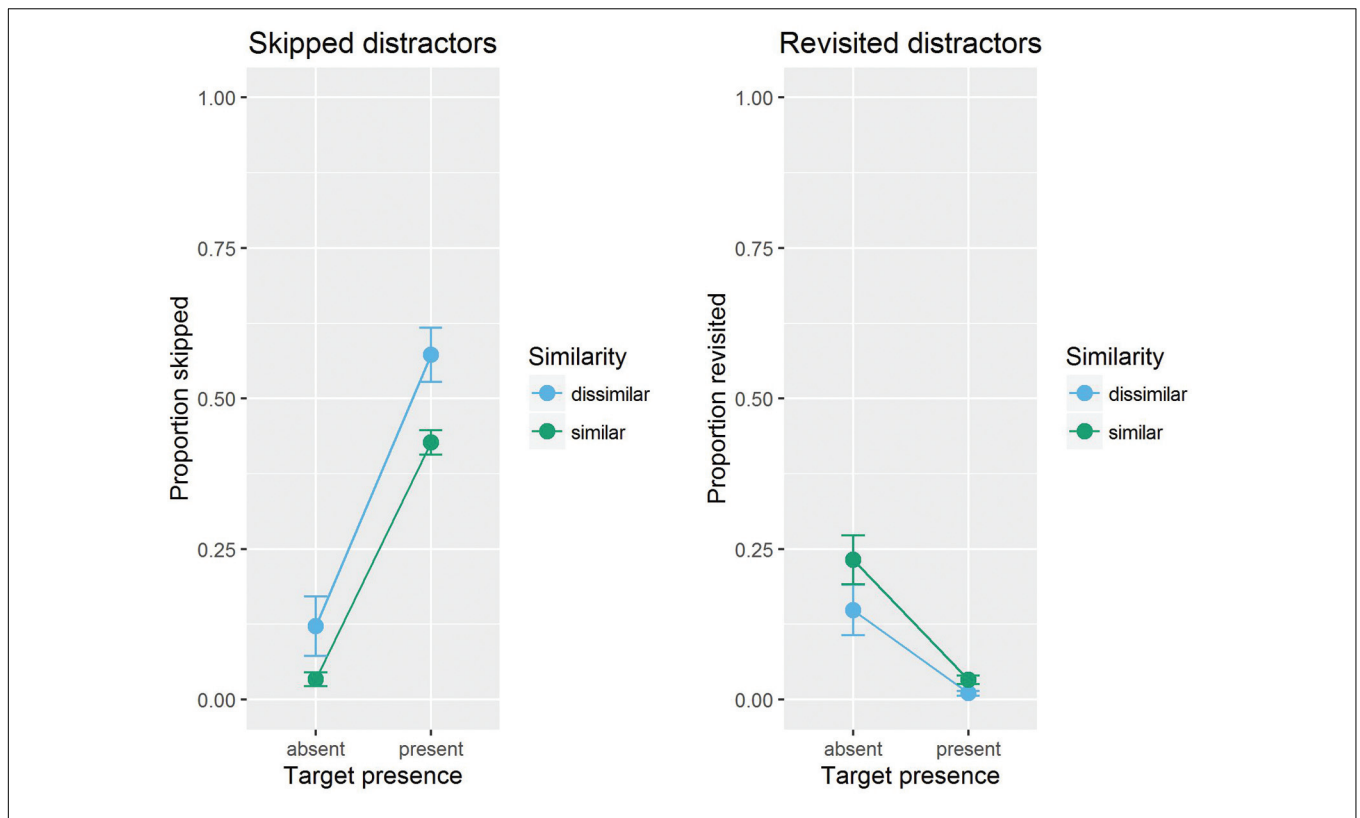 Skipped distractors
1.00
0.75
0.50
0.25
0.00
Proportion skipped
absent present
Target presence
Similarity
dissimilar
similar
Revisited distractors
1.00
0.75
0.50
0.25
0.00
Proportion revisited
absent present
Target presence
Similarity
dissimilar
similar